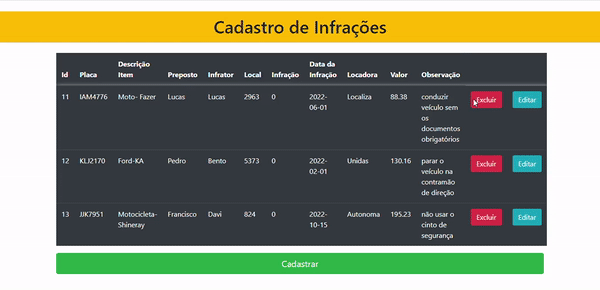 Cadastro de Infrações
Id Placa Descrição Item Preposto Infrator Local Infração Data da Infração Locadora Valor Observação
11 IAM4776 Moto- Fazer Lucas Lucas 2963 0 2022-06-01 Localiza 88.38 conduzir veículo sem os documentos obrigatórios Excluir Editar
12 KLJ2170 Ford-KA Pedro Bento 5373 0 2022-02-01 Unidas 130.16 parar o veículo na contramão de direção Excluir Editar
13 JJK7951 Motocicleta-Shineray Francisco Davi 824 0 2022-10-15 Autonoma 195.23 não usar o cinto de segurança Excluir Editar
Cadastrar